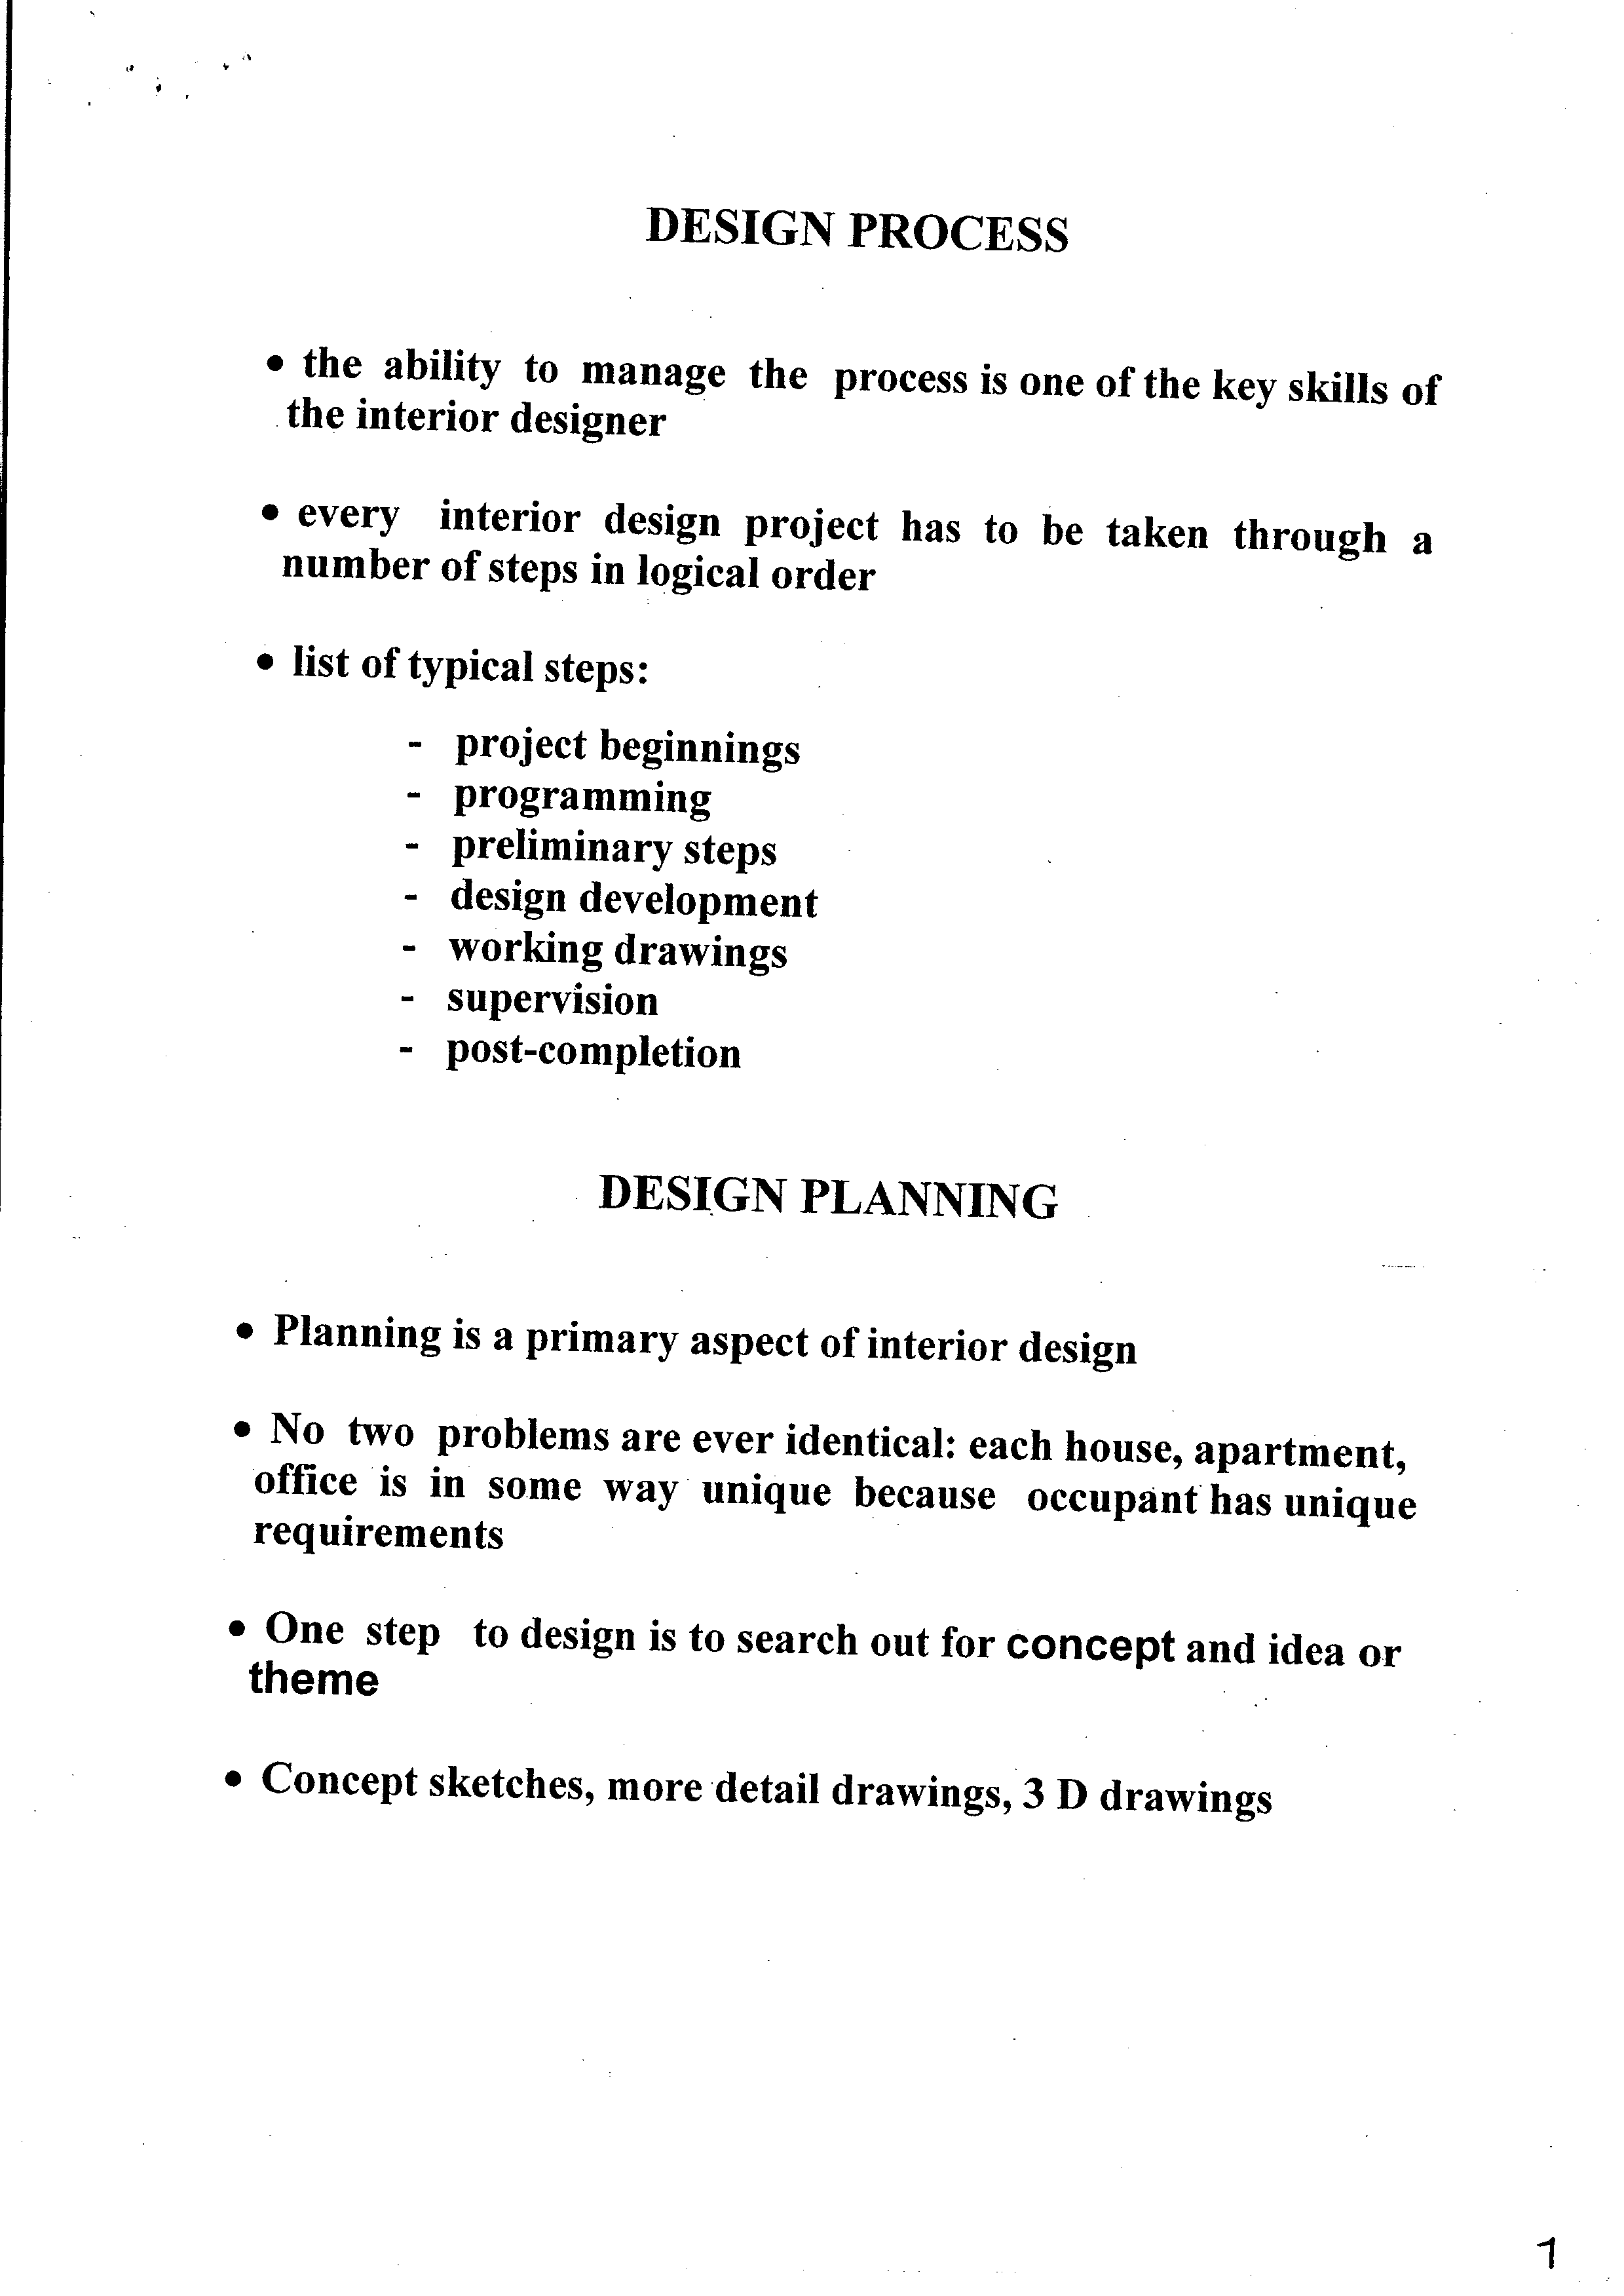 DESIGN PROCESS
• the ability to manage the process is one of the key skills of
the interior designer
• every interior design project has to be taken through a
number of steps in logical order
• list of typical steps:
- project beginnings
- programming
- preliminary steps
- design development
- working drawings
- supervision
- post-completion
DESIGN PLANNING
• Planning is a primary aspect of interior design
• No two problems are ever identical: each house, apartment,
office is in some way unique because occupant has unique
requirements
• One step to design is to search out for concept and idea or
theme
• Concept sketches, more detail drawings, 3 D drawings
1